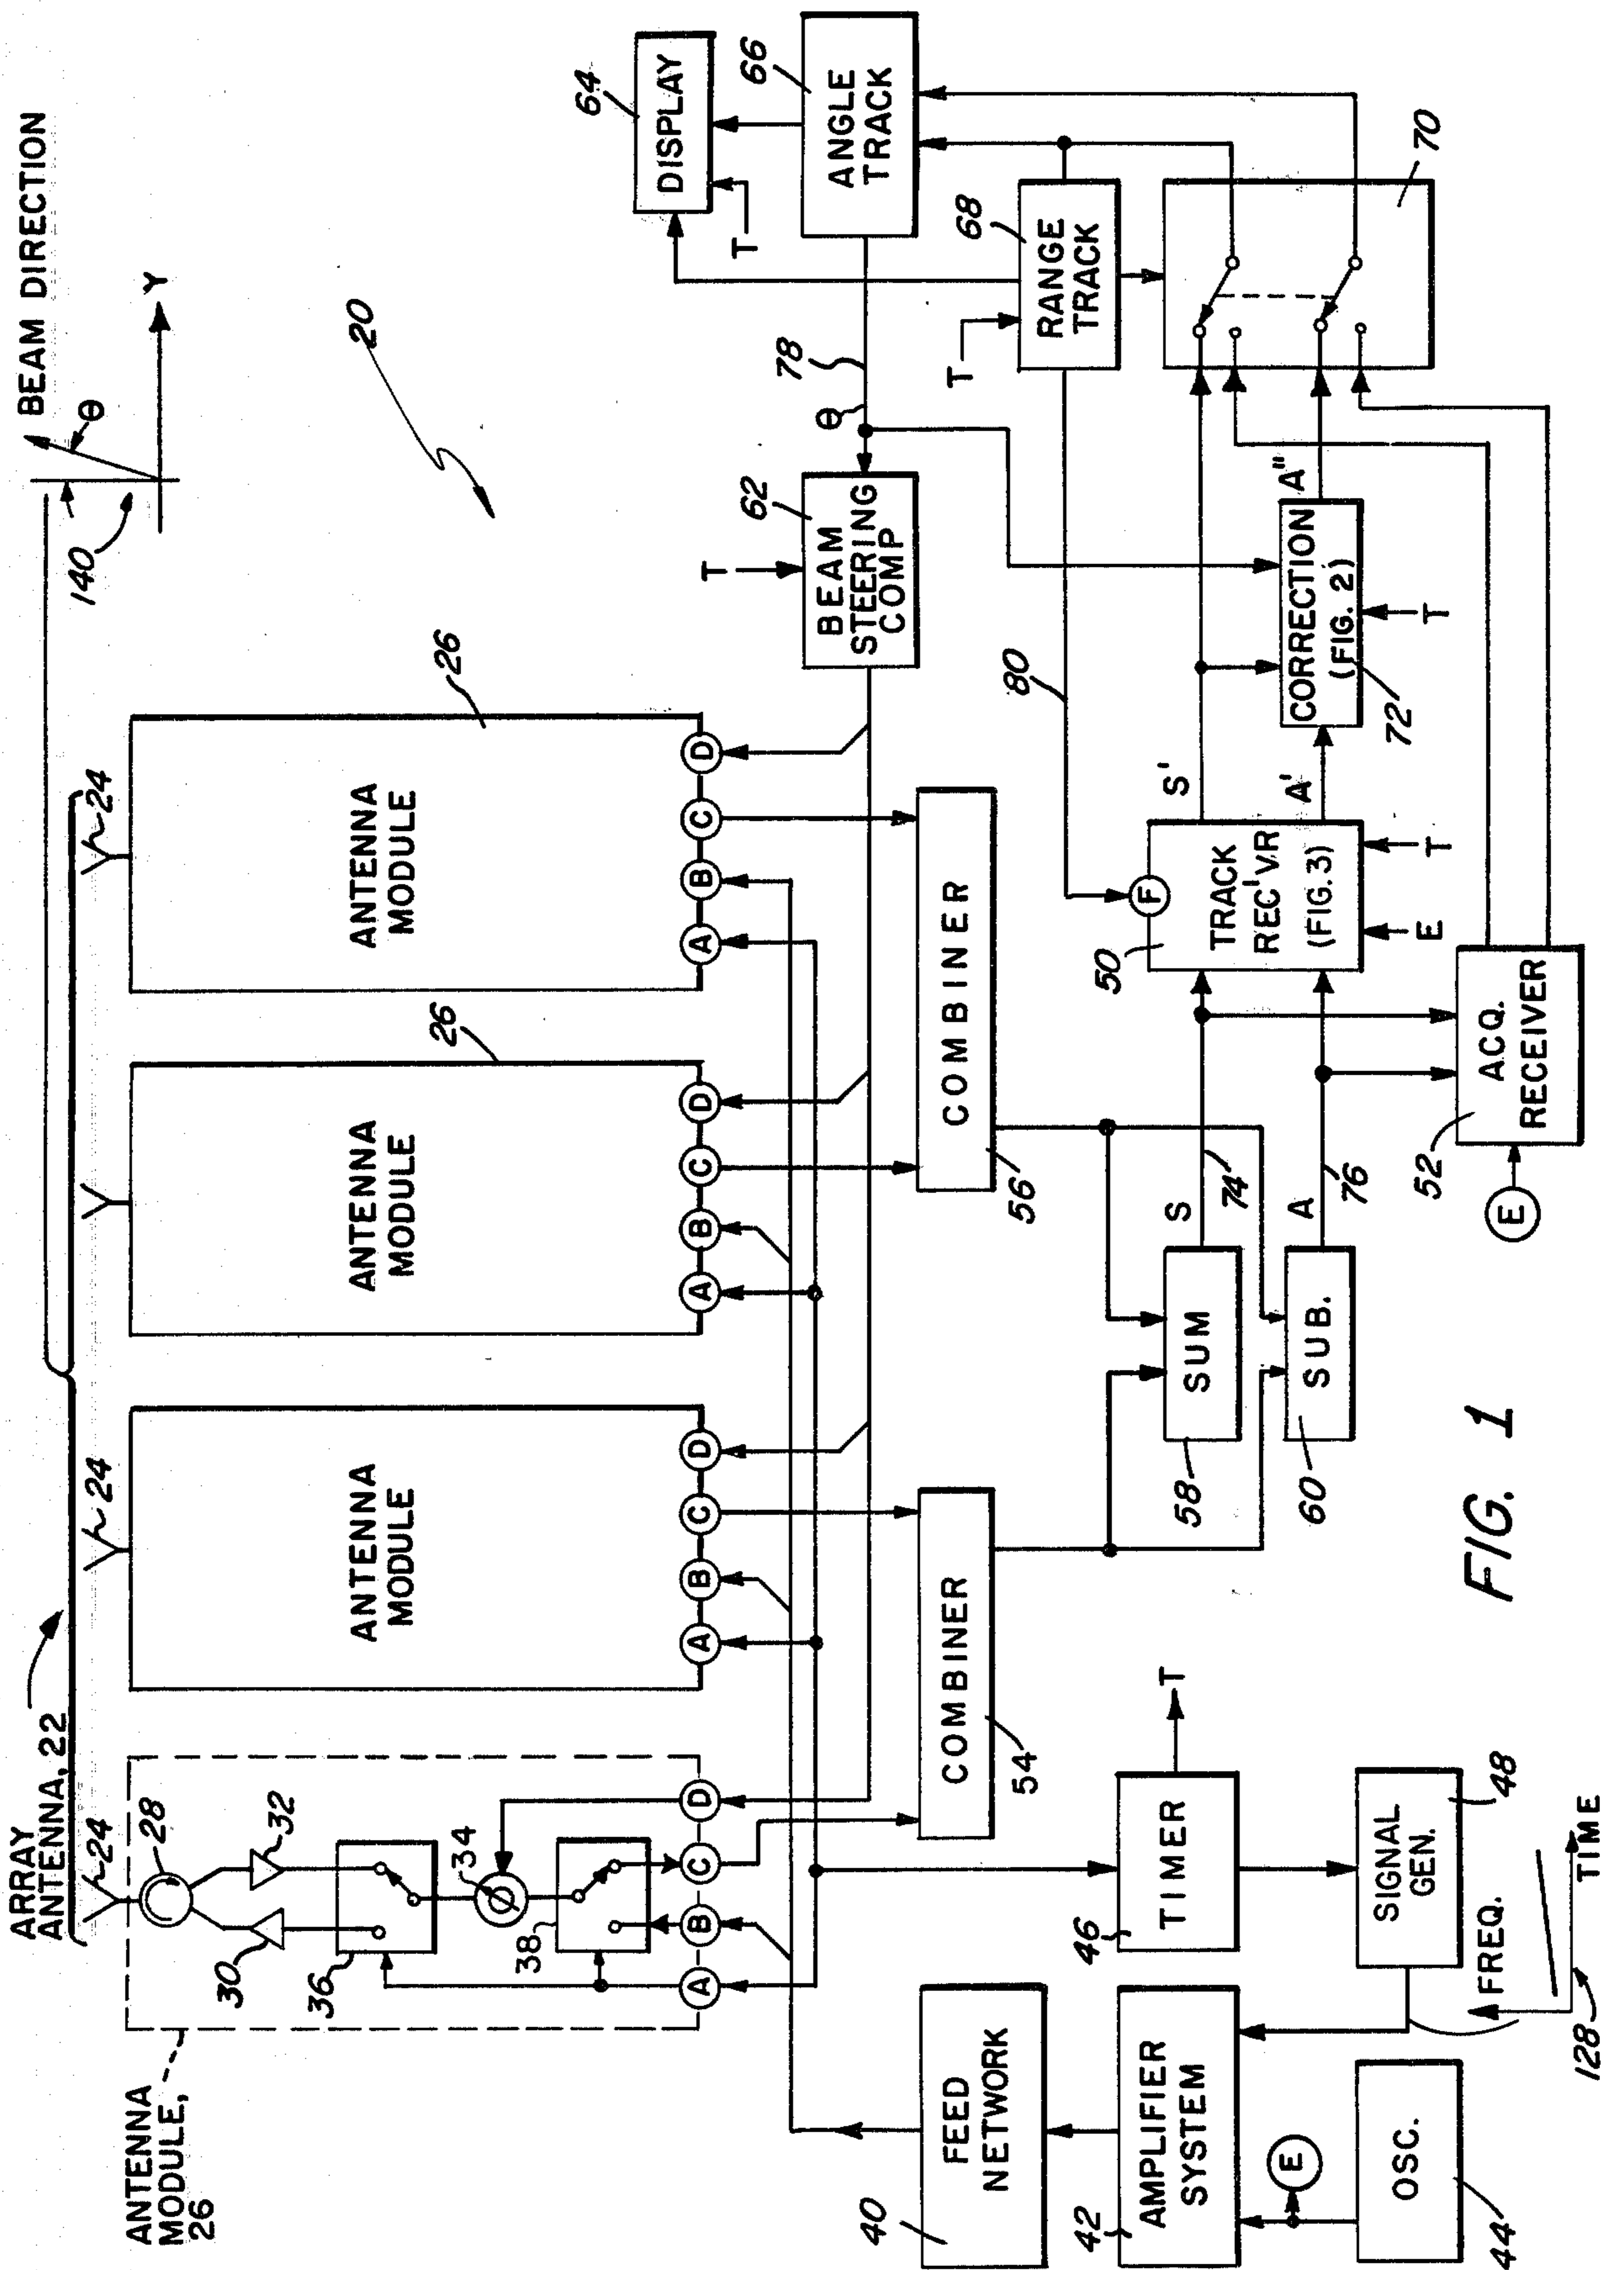 ARRAY
ANTENNA, 22
BEAM DIRECTION
θ
Y
140
20
24
24
24
ANTENNA
MODULE,
26
28
30
32
34
36
38
A
B
C
D
ANTENNA
MODULE
A
B
C
D
ANTENNA
MODULE
26
A
B
C
D
ANTENNA
MODULE
26
A
B
C
D
T
BEAM
STEERING
COMP
62
θ
78
DISPLAY
64
T
ANGLE
TRACK
66
FEED
NETWORK
40
COMBINER
54
COMBINER
56
80
T
RANGE
TRACK
68
AMPLIFIER
SYSTEM
42
E
OSC.
44
TIMER
46
T
SIGNAL
GEN.
48
FREQ.
TIME
128
SUM
58
S
74
SUB.
60
A
76
F
TRACK
REC'VR
(FIG.3)
50
E
T
S'
A'
CORRECTION
(FIG. 2)
72
T
A"
70
ACQ.
RECEIVER
52
E
FIG. 1